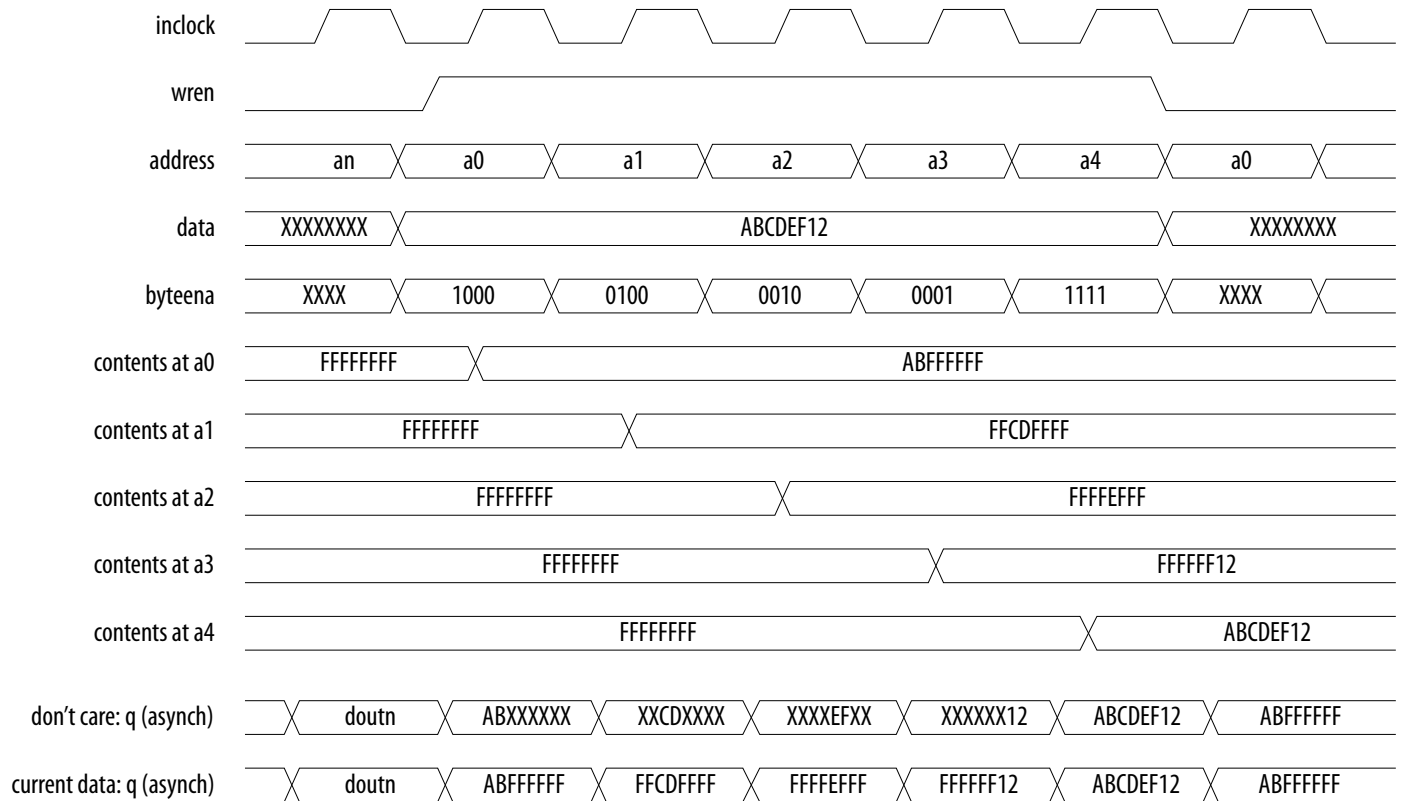 inclock
wren
address an a0 a1 a2 a3 a4 a0
data XXXXXXXX ABCDEF12 XXXXXXXX
byteena XXXX 1000 0100 0010 0001 1111 XXXX
contents at a0 FFFFFFFF ABFFFFFF
contents at a1 FFFFFFFF FFCDFFFF
contents at a2 FFFFFFFF FFFFEFFF
contents at a3 FFFFFFFF FFFFFF12
contents at a4 FFFFFFFF ABCDEF12
don't care: q (asynch) doutn ABXXXXXX XXCDXXXX XXXXEFXX XXXXXX12 ABCDEF12 ABFFFFFF
current data: q (asynch) doutn ABFFFFFF FFCDFFFF FFFFEFFF FFFFFF12 ABCDEF12 ABFFFFFF